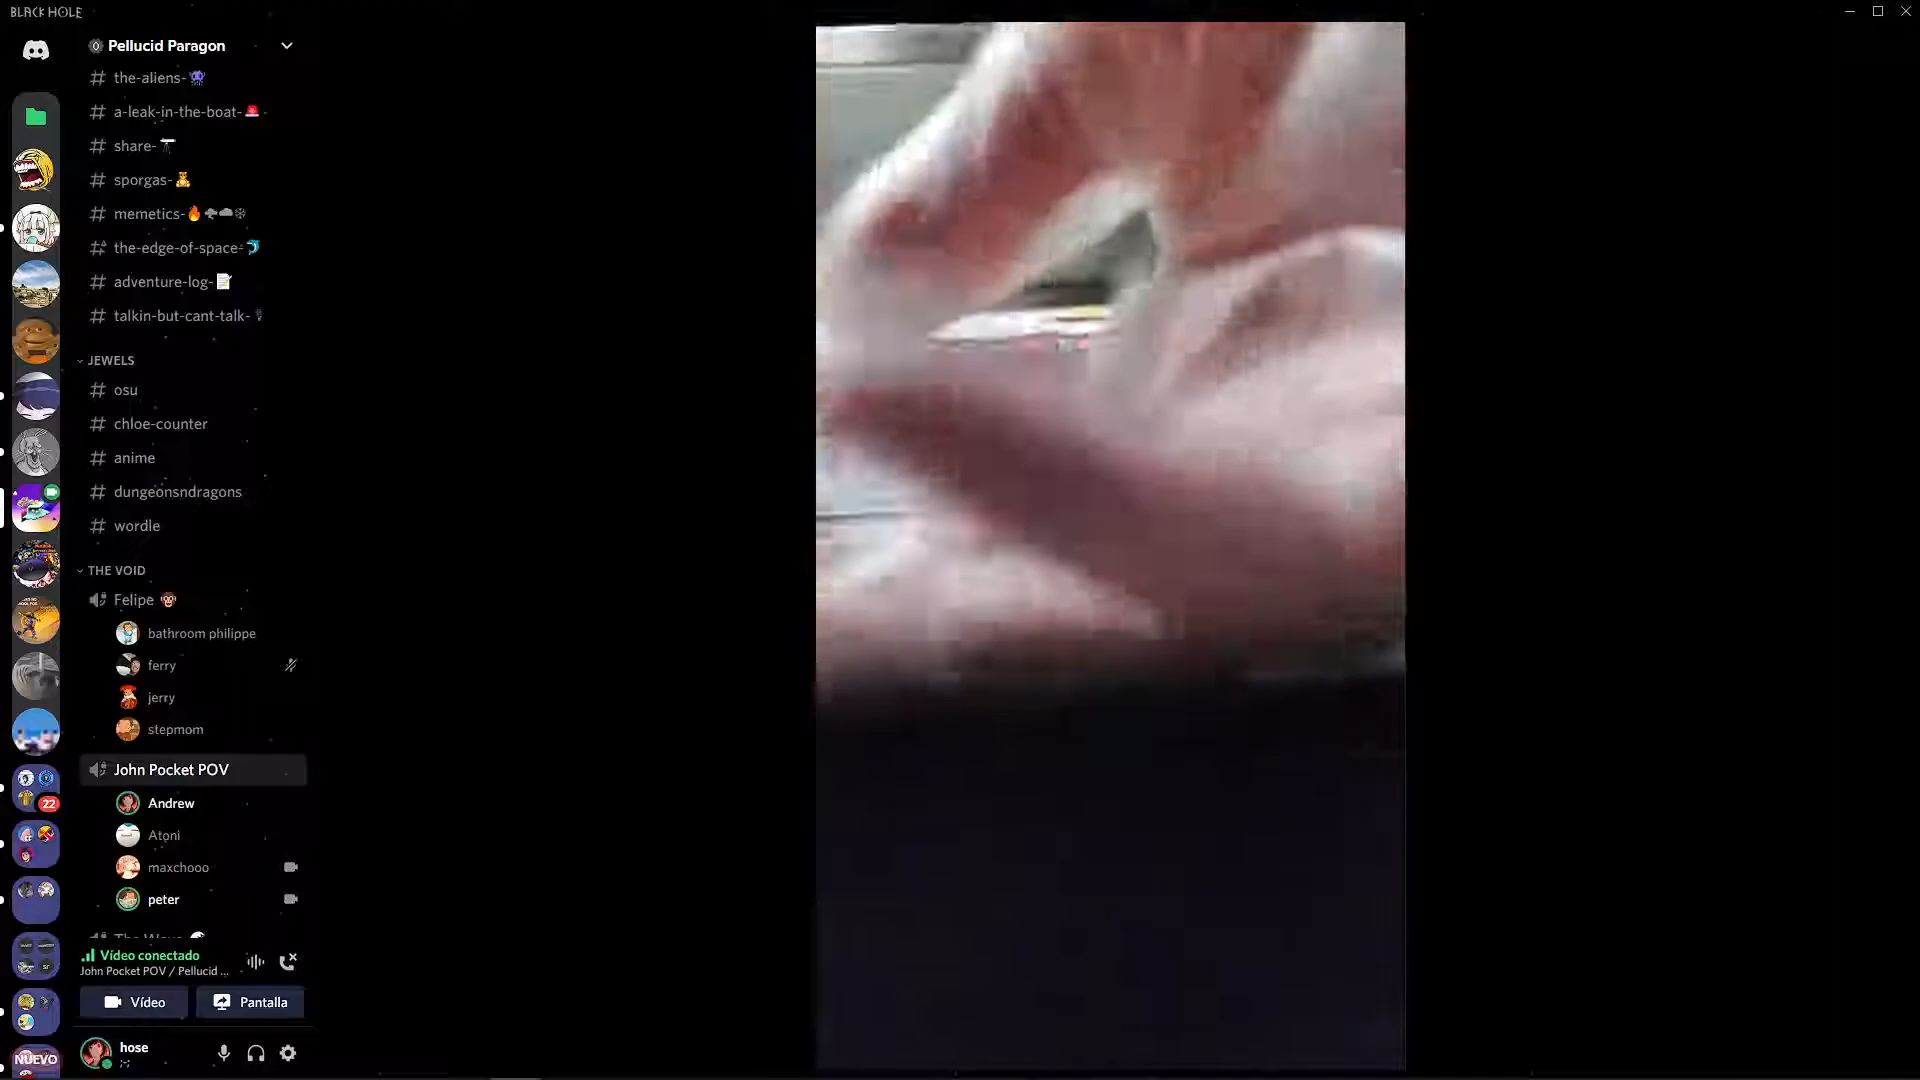 BLACK HOLE
Pellucid Paragon
the-aliens-
a-leak-in-the-boat-
share-
sporgas-
memetics-
the-edge-of-space-
adventure-log-
talkin-but-cant-talk-
JEWELS
osu
chloe-counter
anime
dungeonsndragons
wordle
THE VOID
Felipe
bathroom philippe
ferry
jerry
stepmom
John Pocket POV
22
Andrew
Atoni
maxchooo
peter
Vídeo conectado
John Pocket POV / Pellucid ...
Vídeo
Pantalla
hose
NUEVO